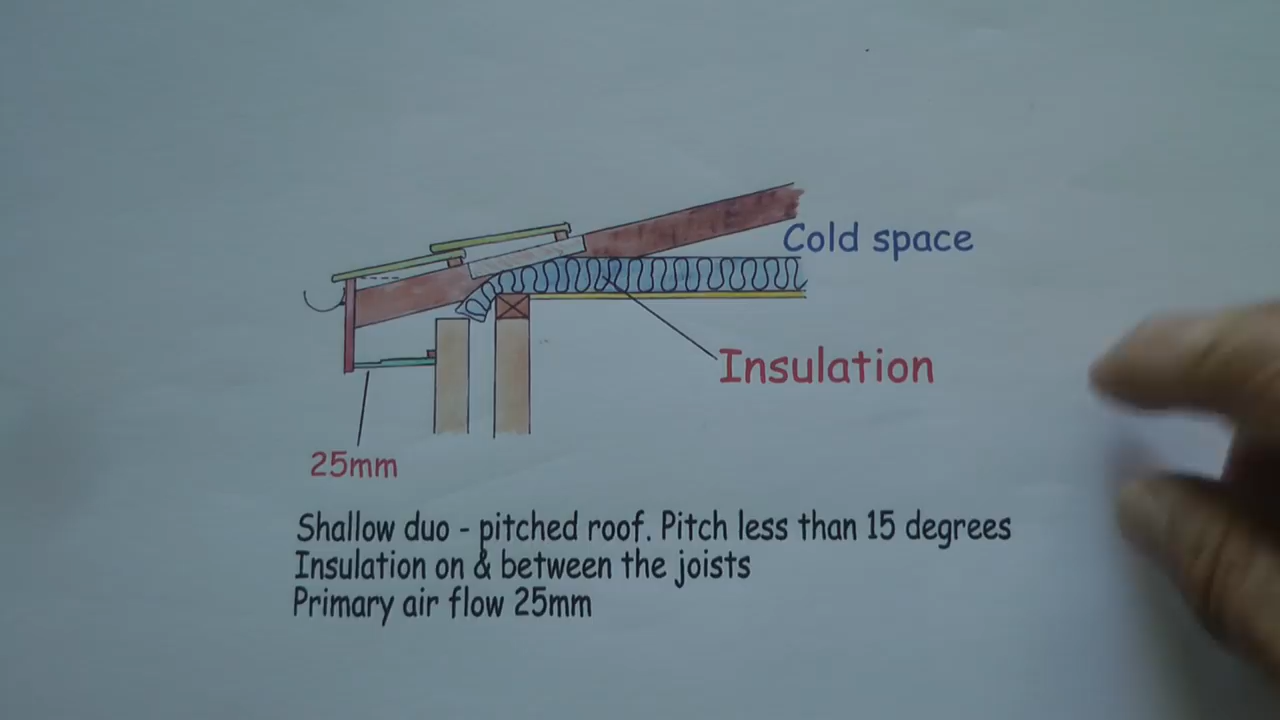 Cold space
Insulation
25mm
Shallow duo - pitched roof. Pitch less than 15 degrees
Insulation on & between the joists
Primary air flow 25mm